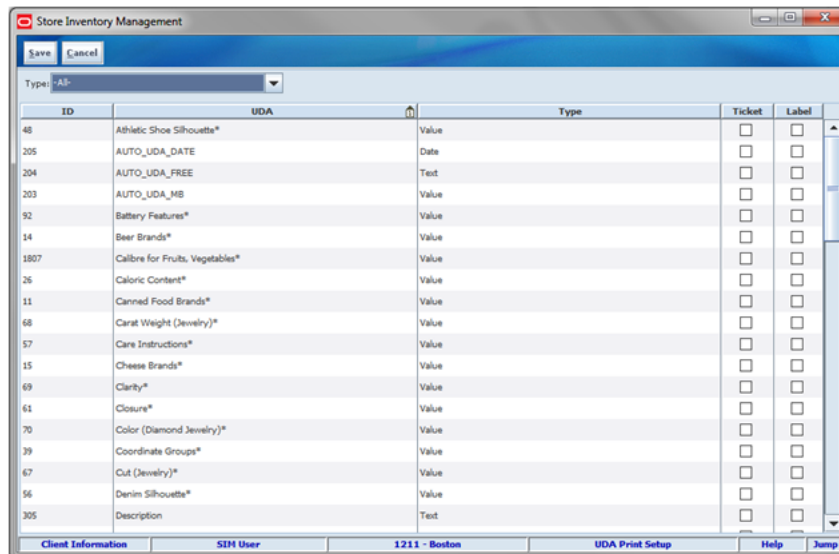 Store Inventory Management
Save Cancel
Type: -All-
ID UDA Type Ticket Label
48 Athletic Shoe Silhouette* Value
205 AUTO_UDA_DATE Date
204 AUTO_UDA_FREE Text
203 AUTO_UDA_MB Value
92 Battery Features* Value
14 Beer Brands* Value
1807 Calibre for Fruits, Vegetables* Value
26 Caloric Content* Value
11 Canned Food Brands* Value
68 Carat Weight (Jewelry)* Value
57 Care Instructions* Value
15 Cheese Brands* Value
69 Clarity* Value
61 Closure* Value
70 Color (Diamond Jewelry)* Value
39 Coordinate Groups* Value
67 Cut (Jewelry)* Value
56 Denim Silhouette* Value
305 Description Text
Client Information SIM User 1211 - Boston UDA Print Setup Help Jump